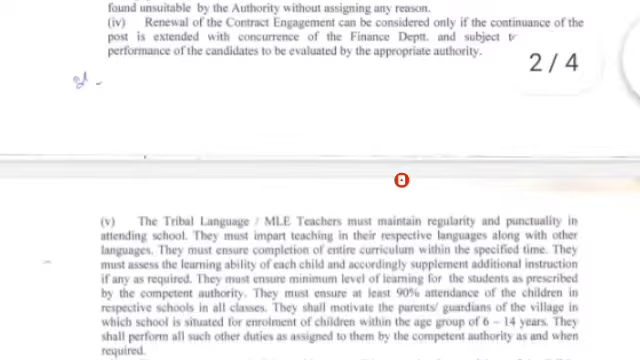 found unsuitable by the Authority without assigning any reason.
(iv) Renewal of the Contract Engagement can be considered only if the continuance of the
post is extended with concurrence of the Finance Deptt. and subject
performance of the candidates to be evaluated by the appropriate authority.
2 / 4
(v) The Tribal Language / MLE Teachers must maintain regularity and punctuality in
attending school. They must impart teaching in their respective languages along with other
languages. They must ensure completion of entire curriculum within the specified time. They
must assess the learning ability of each child and accordingly supplement additional instruction
if any as required. They must ensure minimum level of learning for the students as prescribed
by the competent authority. They must ensure at least 90% attendance of the children in
respective schools in all classes. They shall motivate the parents/ guardians of the village in
which school is situated for enrolment of children within the age group of 6 – 14 years. They
shall perform all such other duties as assigned to them by the competent authority as and when
required.